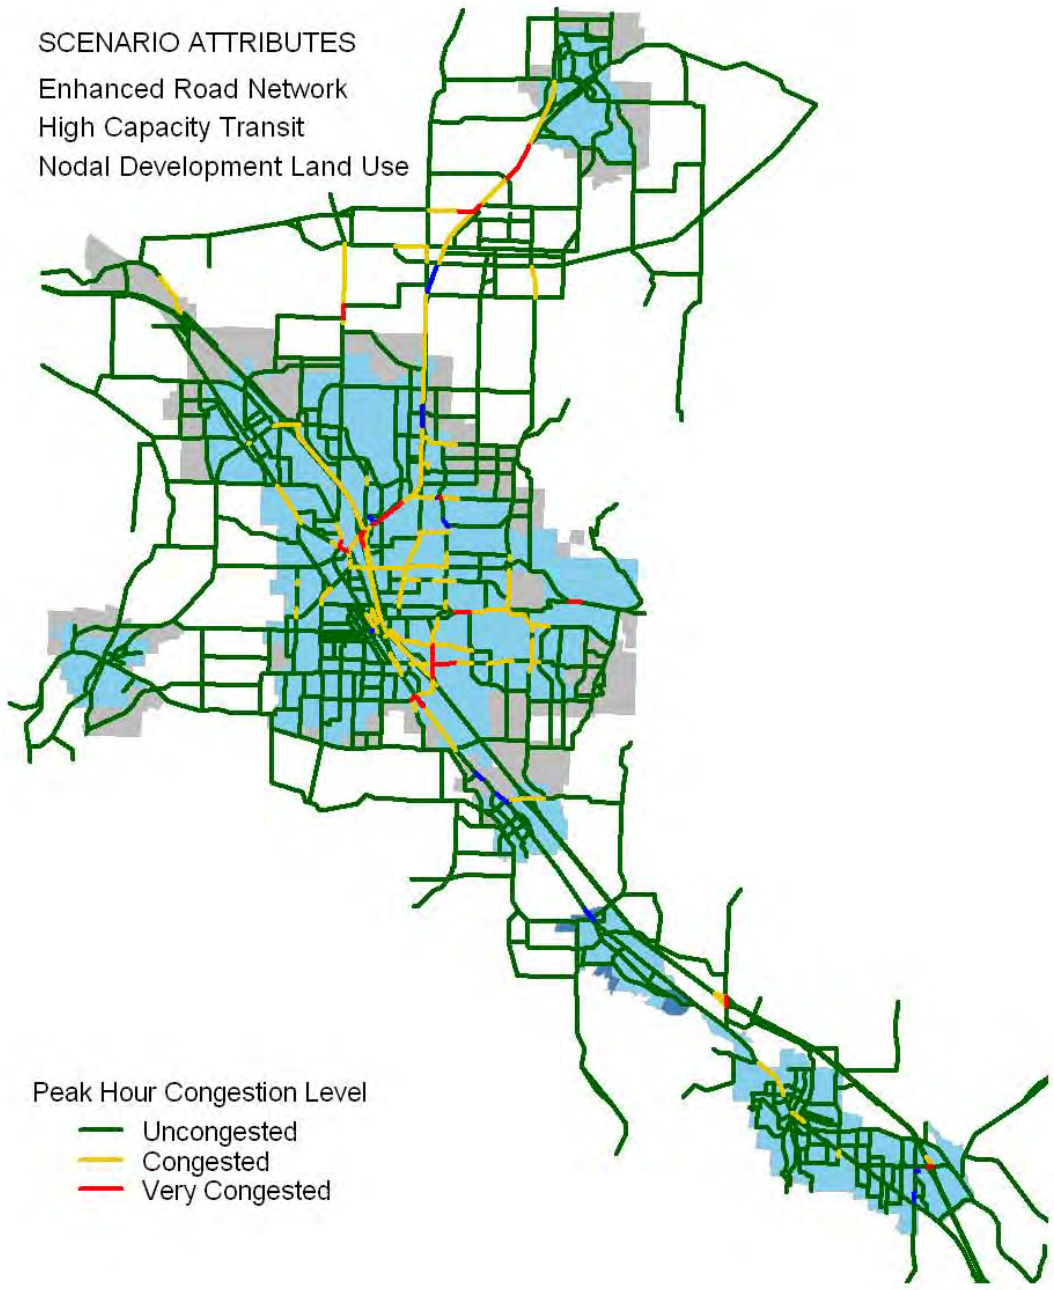 SCENARIO ATTRIBUTES
Enhanced Road Network
High Capacity Transit
Nodal Development Land Use
Peak Hour Congestion Level
Uncongested
Congested
Very Congested